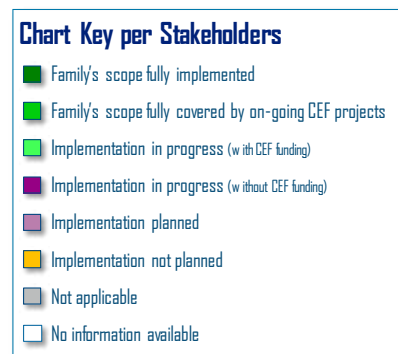 Chart Key per Stakeholders
Family's scope fully implemented
Family's scope fully covered by on-going CEF projects
Implementation in progress (with CEF funding)
Implementation in progress (without CEF funding)
Implementation planned
Implementation not planned
Not applicable
No information available